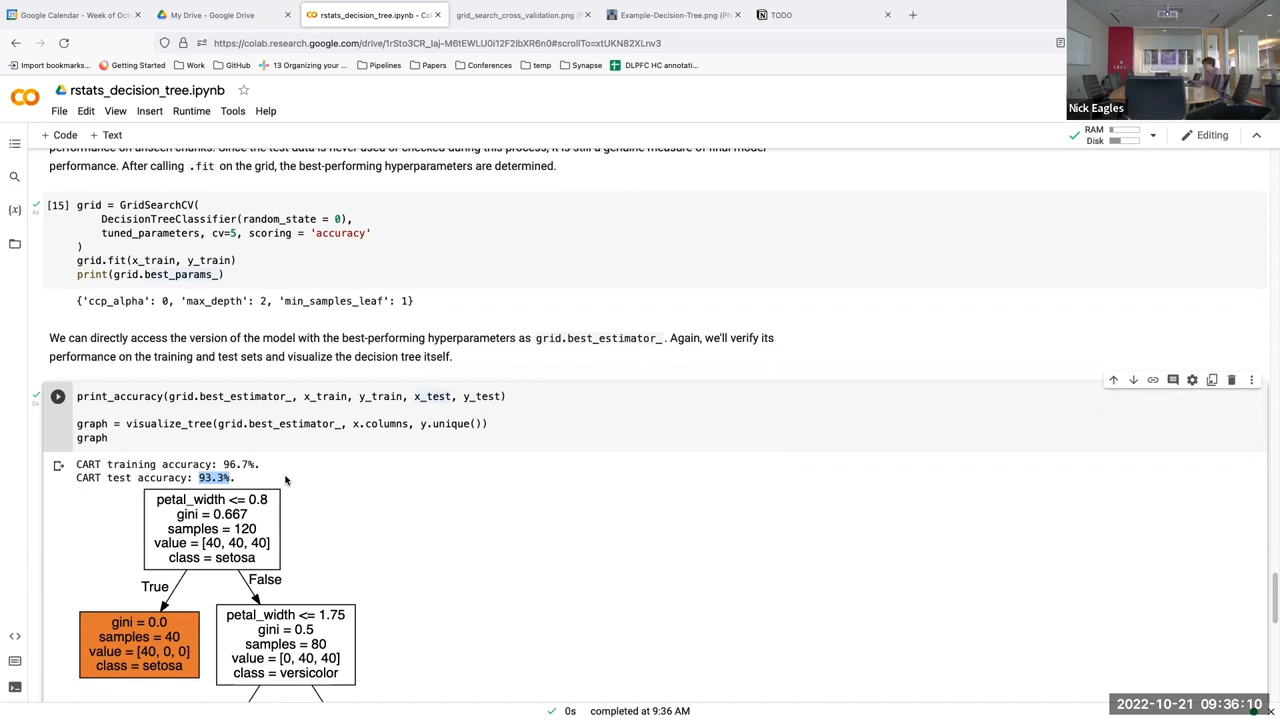 Google Calendar - Week of Octo
My Drive - Google Drive
rstats_decision_tree.ipynb - Co
grid_search_cross_validation.png (P
Example-Decision-Tree.png (PN
TODO
https://colab.research.google.com/drive/1rSto3CR_laj-M6tEWLU0i12F2IbXR6n0#scrollTo=xtUKNB2XLnv3
Import bookmarks...
Getting Started
Work
GitHub
13 Organizing your ...
Pipelines
Papers
Conferences
temp
Synapse
DLPFC HC annotati...
Nick Eagles
rstats_decision_tree.ipynb
File Edit View Insert Runtime Tools Help
+ Code + Text
RAM
Disk
Editing
performance on unseen chunks. Since the test data is never used or
during this process, it is still a genuine measure of final model
performance. After calling .fit on the grid, the best-performing hyperparameters are determined.
[15] grid = GridSearchCV(
DecisionTreeClassifier(random_state = 0),
tuned_parameters, cv=5, scoring = 'accuracy'
)
grid.fit(x_train, y_train)
print(grid.best_params_)
4s
{'ccp_alpha': 0, 'max_depth': 2, 'min_samples_leaf': 1}
We can directly access the version of the model with the best-performing hyperparameters as grid.best_estimator_. Again, we'll verify its
performance on the training and test sets and visualize the decision tree itself.
print_accuracy(grid.best_estimator_, x_train, y_train, x_test, y_test)
0s
graph = visualize_tree(grid.best_estimator_, x.columns, y.unique())
graph
CART training accuracy: 96.7%.
CART test accuracy: 93.3%.
petal_width <= 0.8
gini = 0.667
samples = 120
value = [40, 40, 40]
class = setosa
True
False
gini = 0.0
samples = 40
value = [40, 0, 0]
class = setosa
petal_width <= 1.75
gini = 0.5
samples = 80
value = [0, 40, 40]
class = versicolor
0s completed at 9:36 AM
2022-10-21 09:36:10